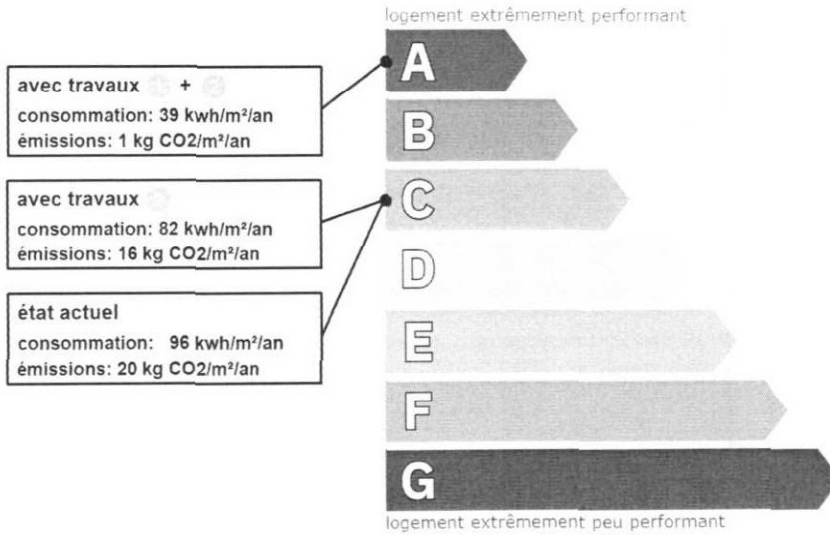 logement extrêmement performant
A
avec travaux +
consommation: 39 kwh/m²/an
émissions: 1 kg CO2/m²/an
B
avec travaux
consommation: 82 kwh/m²/an
émissions: 16 kg CO2/m²/an
C
D
état actuel
consommation: 96 kwh/m²/an
émissions: 20 kg CO2/m²/an
E
F
G
logement extrêmement peu performant